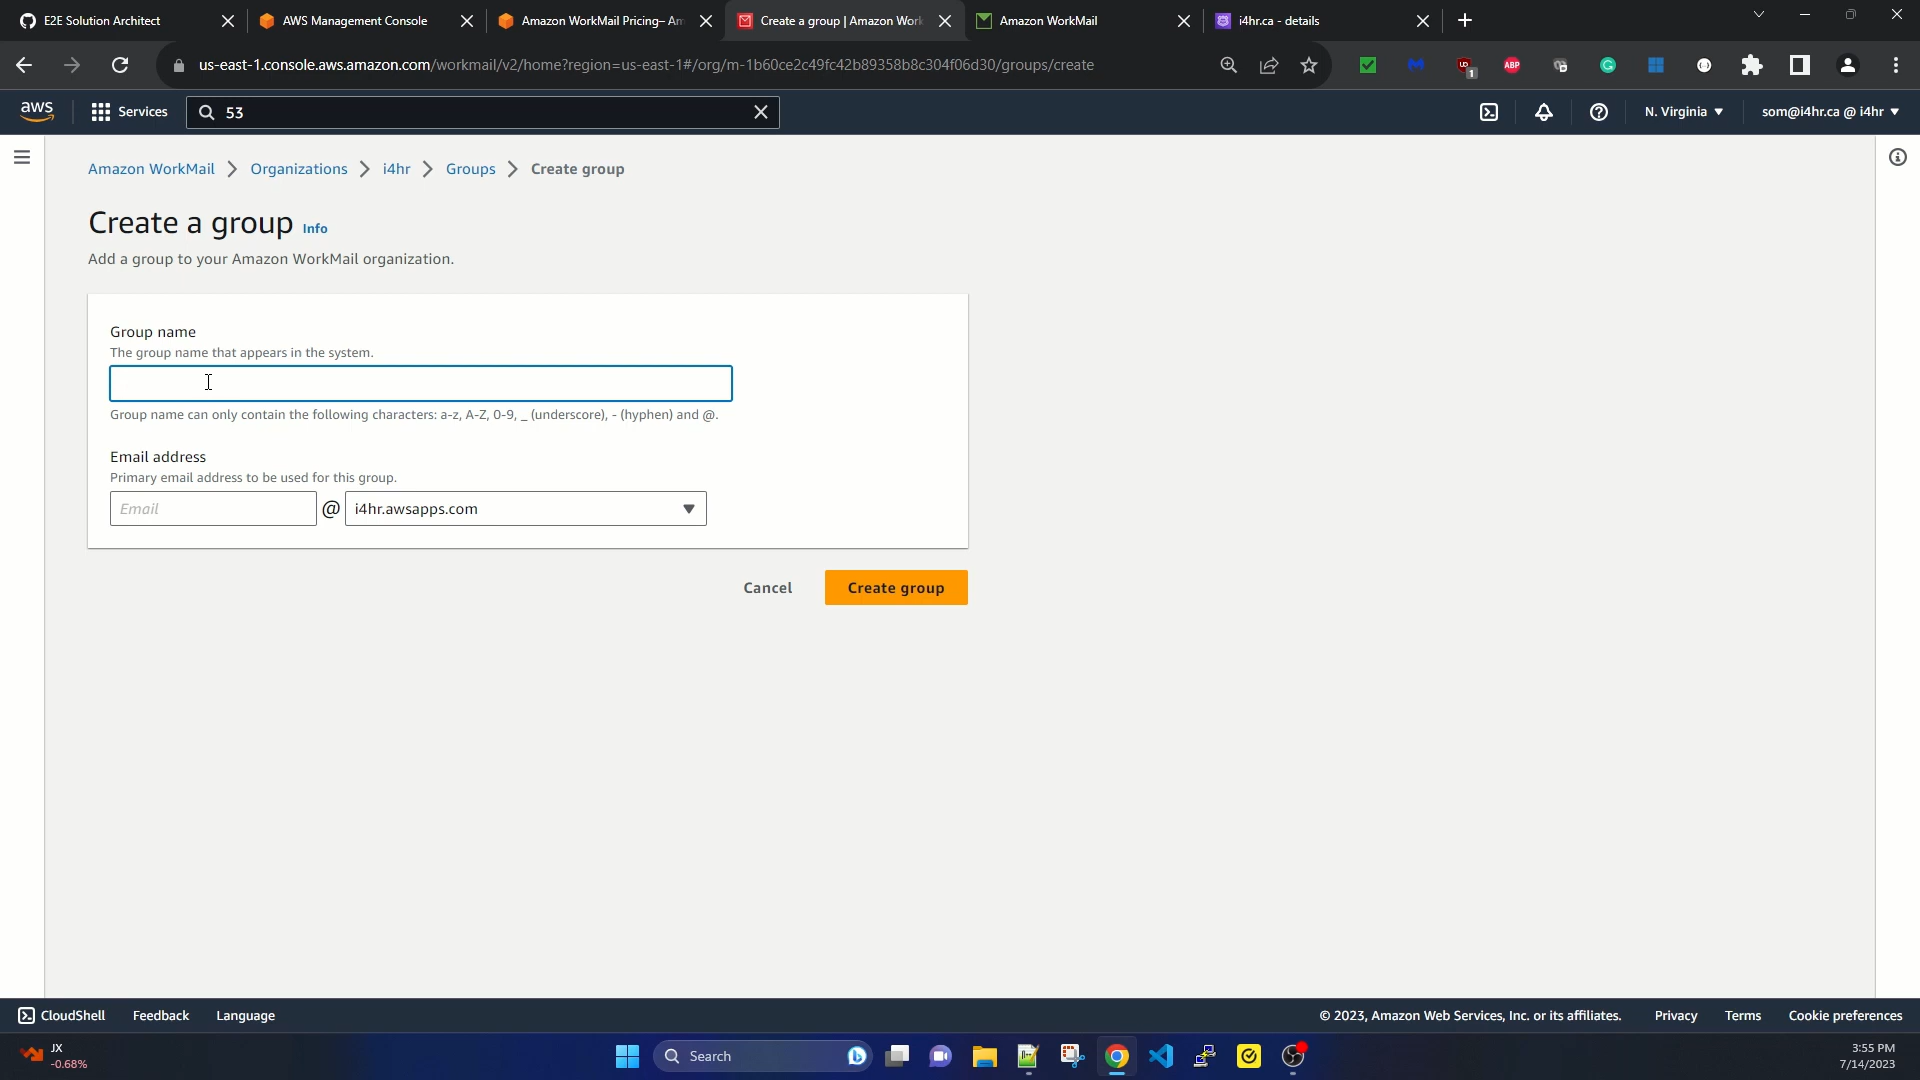 E2E Solution Architect
AWS Management Console
Amazon WorkMail Pricing– Am
Create a group | Amazon Work
Amazon WorkMail
i4hr.ca - details
us-east-1.console.aws.amazon.com/workmail/v2/home?region=us-east-1#/org/m-1b60ce2c49fc42b89358b8c304f06d30/groups/create
1
ABP
aws
Services
53
N. Virginia
som@i4hr.ca @ i4hr
Amazon WorkMail
Organizations
i4hr
Groups
Create group
Create a group Info
Add a group to your Amazon WorkMail organization.
Group name
The group name that appears in the system.
Group name can only contain the following characters: a-z, A-Z, 0-9, _ (underscore), - (hyphen) and @.
Email address
Primary email address to be used for this group.
Email @ i4hr.awsapps.com
Cancel
Create group
CloudShell
Feedback
Language
© 2023, Amazon Web Services, Inc. or its affiliates.
Privacy
Terms
Cookie preferences
JX
-0.68%
Search
3:55 PM
7/14/2023